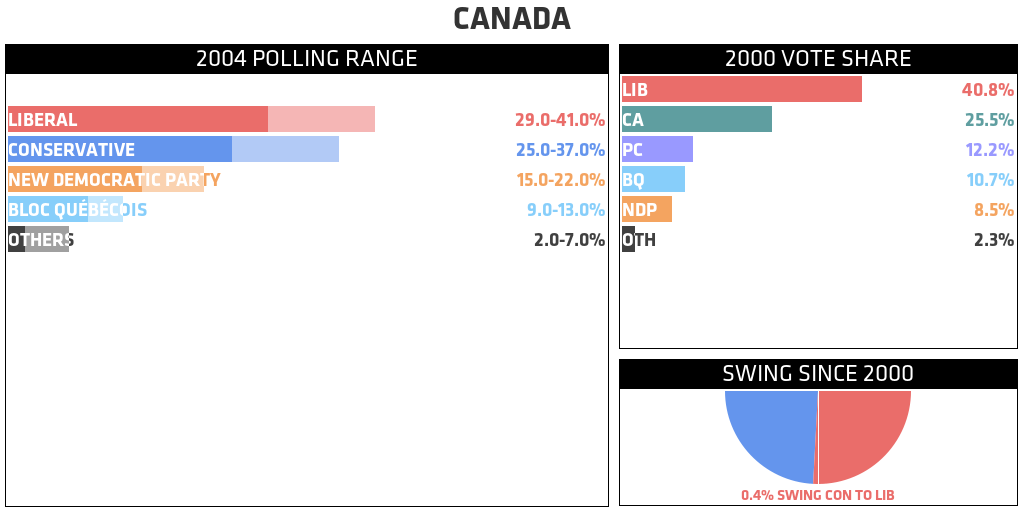 CANADA
2004 POLLING RANGE
LIBERAL 29.0-41.0%
CONSERVATIVE 25.0-37.0%
NEW DEMOCRATIC PARTY 15.0-22.0%
BLOC QUÉBÉCOIS 9.0-13.0%
OTHERS 2.0-7.0%
2000 VOTE SHARE
LIB 40.8%
CA 25.5%
PC 12.2%
BQ 10.7%
NDP 8.5%
OTH 2.3%
SWING SINCE 2000
0.4% SWING CON TO LIB